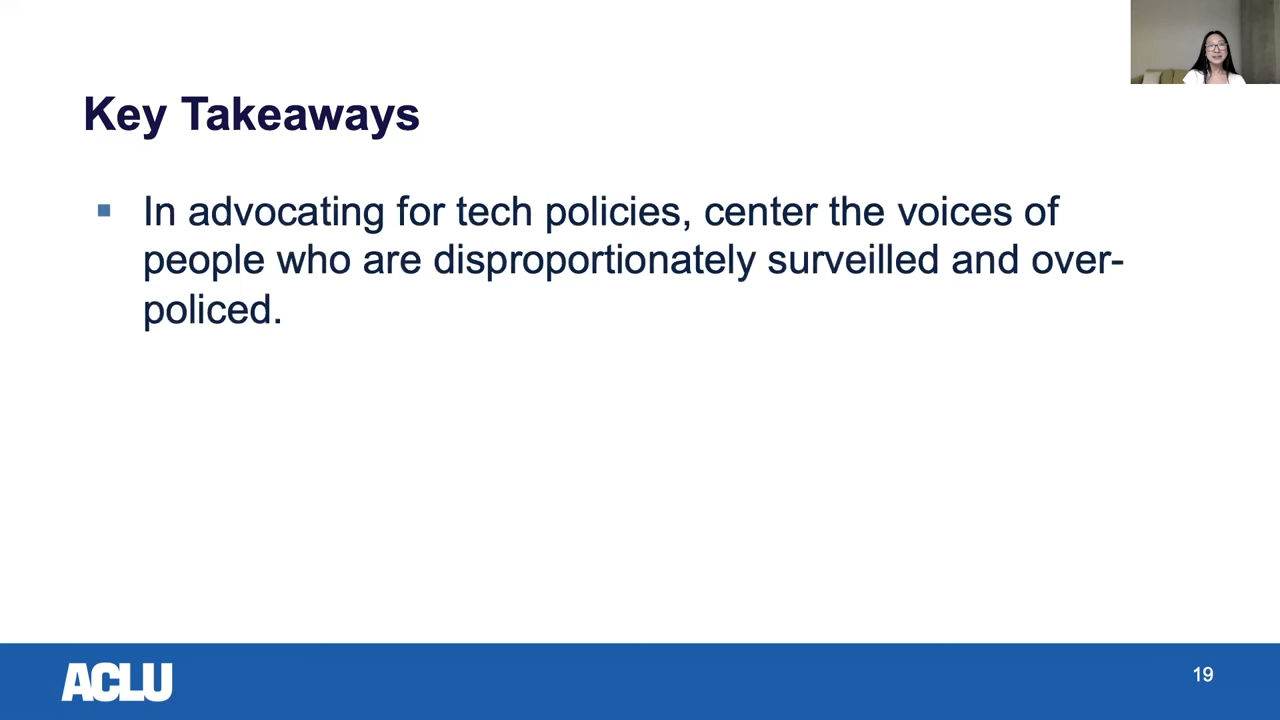 Key Takeaways
▪ In advocating for tech policies, center the voices of
people who are disproportionately surveilled and over-
policed.
ACLU
19